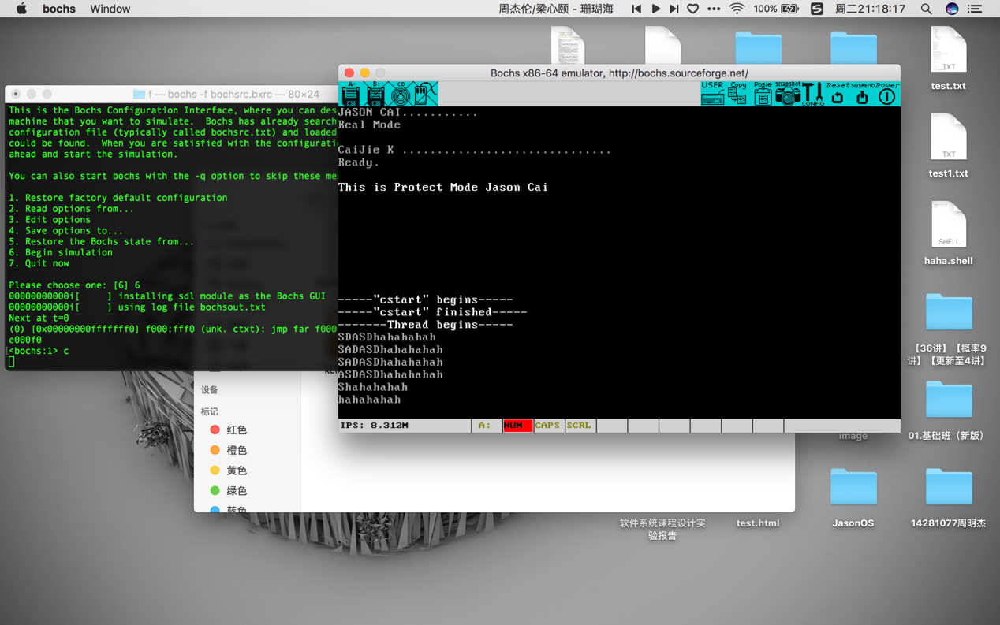 bochs Window 周杰伦/梁心颐 - 珊瑚海 100% 周二21:18:17
Bochs x86-64 emulator, http://bochs.sourceforge.net/
A: B: CD
USER Copy Paste snapshot CONFIG Reset SUSPEND Power
f — bochs -f bochsrc.bxrc — 80×24
This is the Bochs Configuration Interface, where you can des
machine that you want to simulate. Bochs has already search
configuration file (typically called bochsrc.txt) and loaded
could be found. When you are satisfied with the configurati
ahead and start the simulation.
You can also start bochs with the -q option to skip these me
1. Restore factory default configuration
2. Read options from...
3. Edit options
4. Save options to...
5. Restore the Bochs state from...
6. Begin simulation
7. Quit now
Please choose one: [6] 6
00000000000i[ ] installing sdl module as the Bochs GUI
00000000000i[ ] using log file bochsout.txt
Next at t=0
(0) [0x00000000fffffff0] f000:fff0 (unk. ctxt): jmp far f000
e000f0
<bochs:1> c
JASON CAI...........
Real Mode
CaiJie K ..............................
Ready.
This is Protect Mode Jason Cai
-----"cstart" begins-----
-----"cstart" finished-----
-------Thread begins-----
SDASDhahahahah
SADASDhahahahah
SADASDhahahahah
ASDASDhahahahah
Shahahahah
hahahahah
IPS: 8.312M A: NUM CAPS SCRL
设备
标记
红色
橙色
黄色
绿色
蓝色
TXT
test.txt
TXT
test1.txt
SHELL
haha.shell
【36讲】【概率9
讲】【更新至4讲】
image
01.基础班（新版）
软件系统课程设计实
验报告
test.html
JasonOS
14281077周明杰